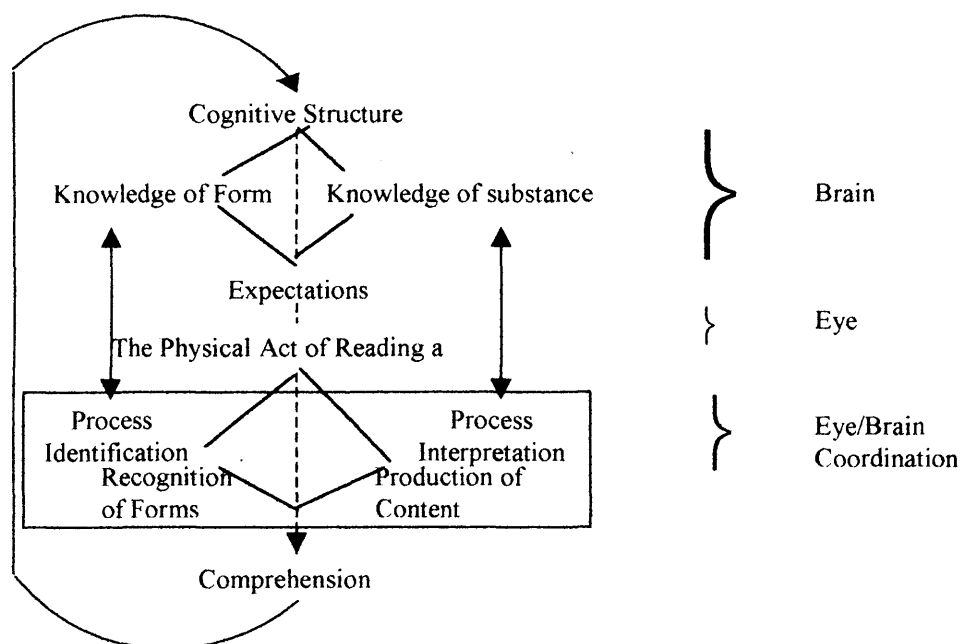 Cognitive Structure
Knowledge of Form
Knowledge of substance
Brain
Expectations
Eye
The Physical Act of Reading a
Process
Identification
Recognition
of Forms
Process
Interpretation
Production of
Content
Eye/Brain
Coordination
Comprehension